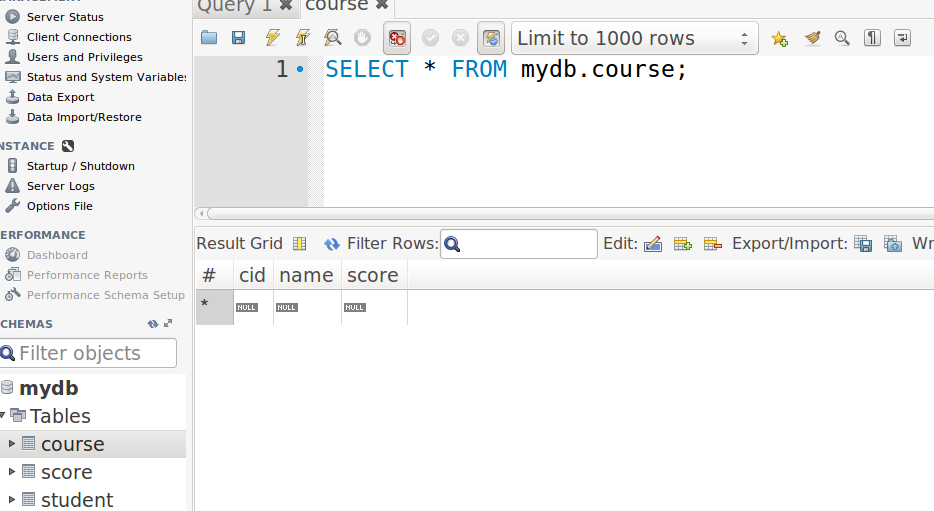 Query 1 course
Server Status
Client Connections
Users and Privileges
Status and System Variables
Data Export
Data Import/Restore
NSTANCE
Startup / Shutdown
Server Logs
Options File
ERFORMANCE
Dashboard
Performance Reports
Performance Schema Setup
CHEMAS
Filter objects
mydb
Tables
course
score
student
Limit to 1000 rows
1 SELECT * FROM mydb.course;
Result Grid Filter Rows: Edit: Export/Import: Wr
# cid name score
* NULL NULL NULL